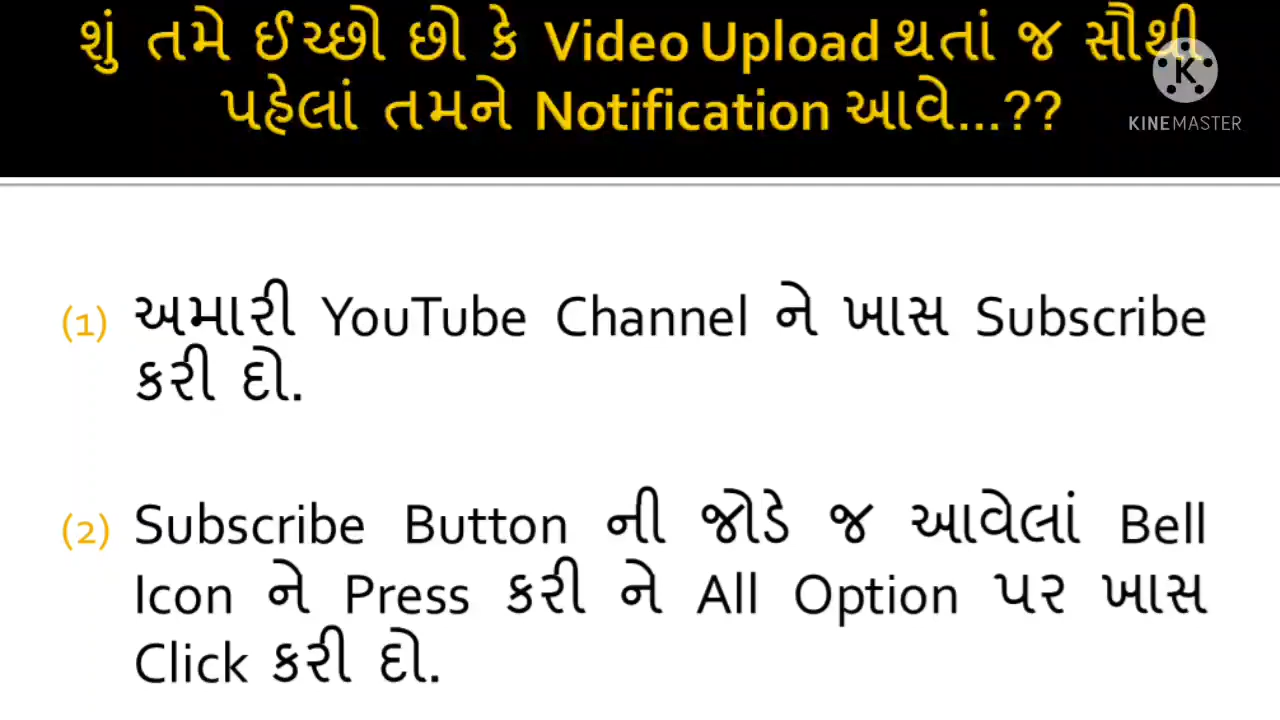 શું તમે ઈચ્છો છો કે Video Upload થતાં જ સૌથી
પહેલાં તમને Notification આવે...??
K
KINEMASTER
(1) અમારી YouTube Channel ને ખાસ Subscribe
કરી દો.
(2) Subscribe Button ની જોડે જ આવેલાં Bell
Icon ને Press કરી ને All Option પર ખાસ
Click કરી દો.